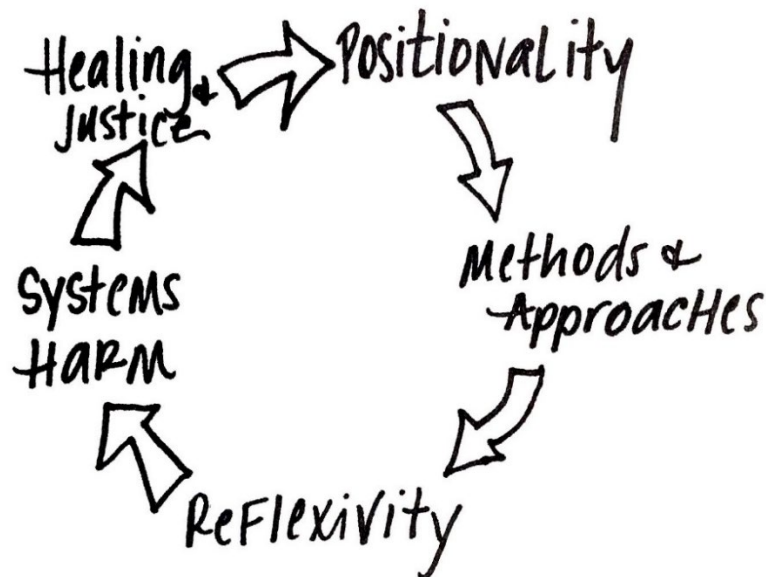 Healing &
Justice
Positionality
Methods &
Approaches
Reflexivity
Systems
Harm